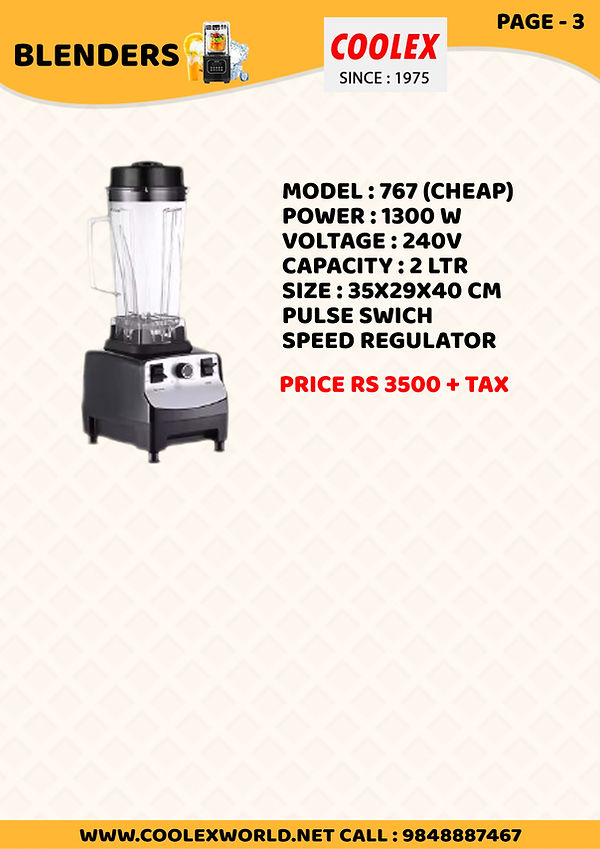 BLENDERS
COOLEX
SINCE : 1975
PAGE - 3
MODEL : 767 (CHEAP)
POWER : 1300 W
VOLTAGE : 240V
CAPACITY : 2 LTR
SIZE : 35X29X40 CM
PULSE SWICH
SPEED REGULATOR
PRICE RS 3500 + TAX
WWW.COOLEXWORLD.NET CALL : 9848887467